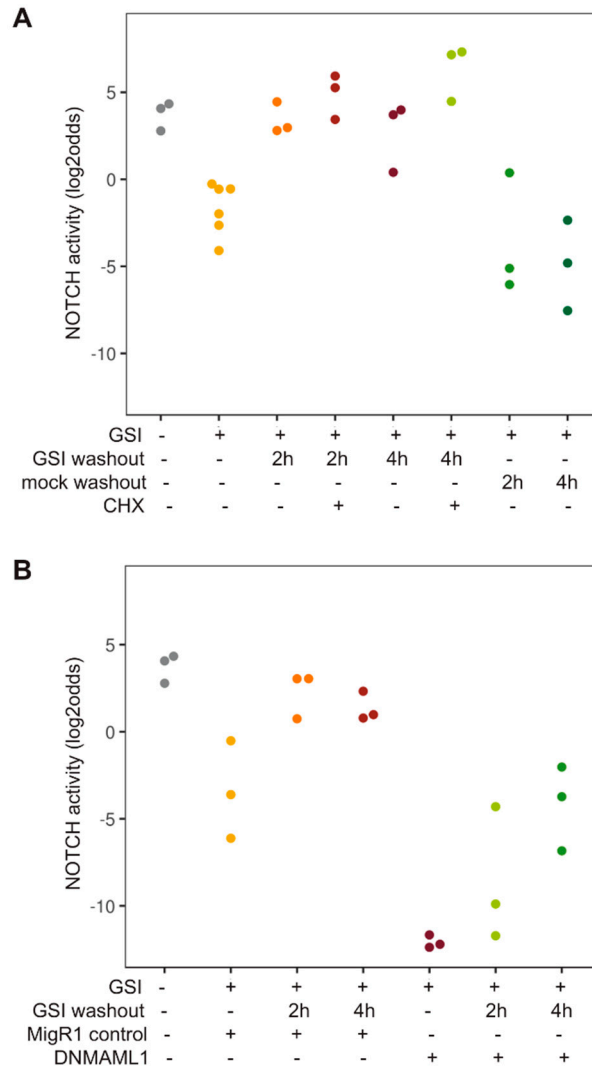 A
NOTCH activity (log2odds)
5
0
-5
-10
GSI - + + + + + + +
GSI washout - - 2h 2h 4h 4h - -
mock washout - - - - - - 2h 4h
CHX - - - + - + - -
B
NOTCH activity (log2odds)
5
0
-5
-10
GSI - + + + + + +
GSI washout - - 2h 4h - 2h 4h
MigR1 control - + + + - - -
DNMAML1 - - - - + + +